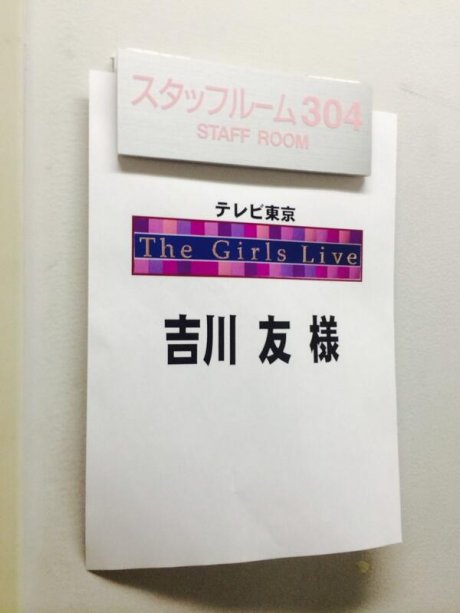 スタッフルーム304
STAFF ROOM
テレビ東京
The Girls Live
吉川 友 様